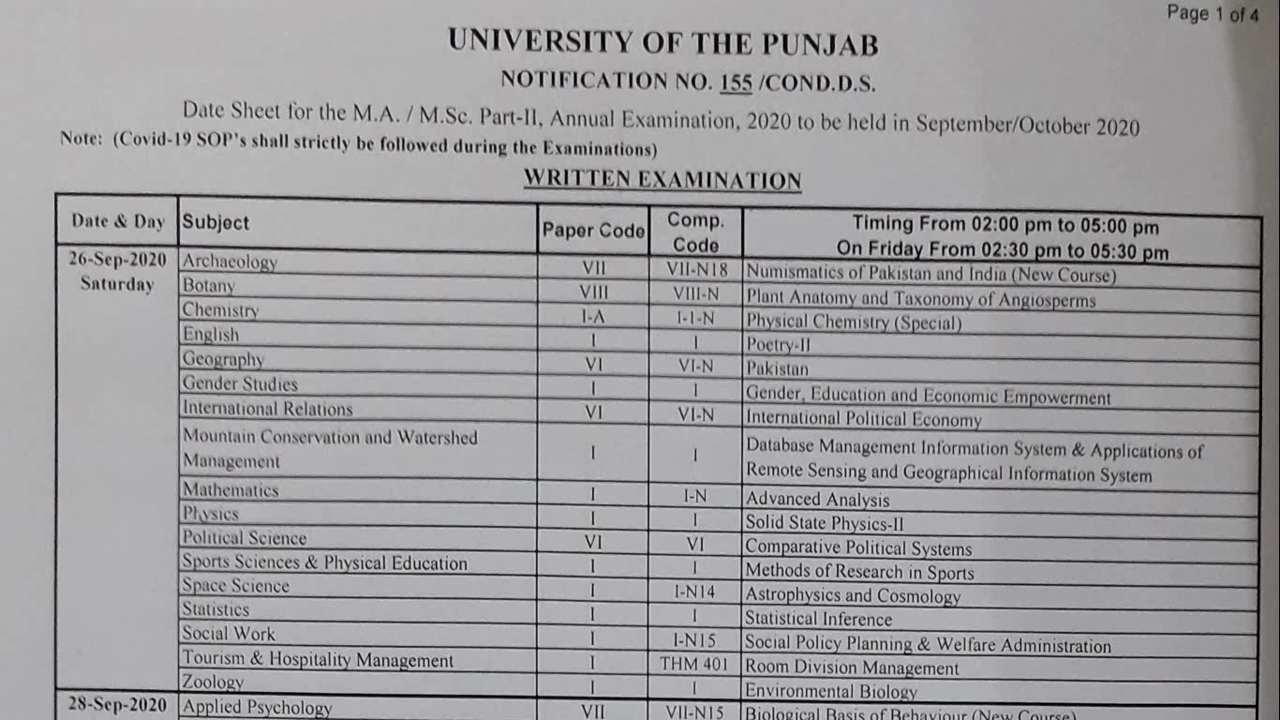 Page 1 of 4
UNIVERSITY OF THE PUNJAB
NOTIFICATION NO. 155 /COND.D.S.
Date Sheet for the M.A. / M.Sc. Part-II, Annual Examination, 2020 to be held in September/October 2020
Note: (Covid-19 SOP's shall strictly be followed during the Examinations)
WRITTEN EXAMINATION
Date & Day Subject Paper Code Comp. Code Timing From 02:00 pm to 05:00 pm
On Friday From 02:30 pm to 05:30 pm
26-Sep-2020 Archaeology VII VII-N18 Numismatics of Pakistan and India (New Course)
Saturday Botany VIII VIII-N Plant Anatomy and Taxonomy of Angiosperms
Chemistry I-A I-1-N Physical Chemistry (Special)
English I I Poetry-II
Geography VI VI-N Pakistan
Gender Studies I I Gender, Education and Economic Empowerment
International Relations VI VI-N International Political Economy
Mountain Conservation and Watershed Management I I Database Management Information System & Applications of
Remote Sensing and Geographical Information System
Mathematics I I-N Advanced Analysis
Physics I I Solid State Physics-II
Political Science VI VI Comparative Political Systems
Sports Sciences & Physical Education I I Methods of Research in Sports
Space Science I I-N14 Astrophysics and Cosmology
Statistics I I Statistical Inference
Social Work I I-N15 Social Policy Planning & Welfare Administration
Tourism & Hospitality Management I THM 401 Room Division Management
Zoology I I Environmental Biology
28-Sep-2020 Applied Psychology VII VII-N15 Biological Basis of Behaviour (New Course)